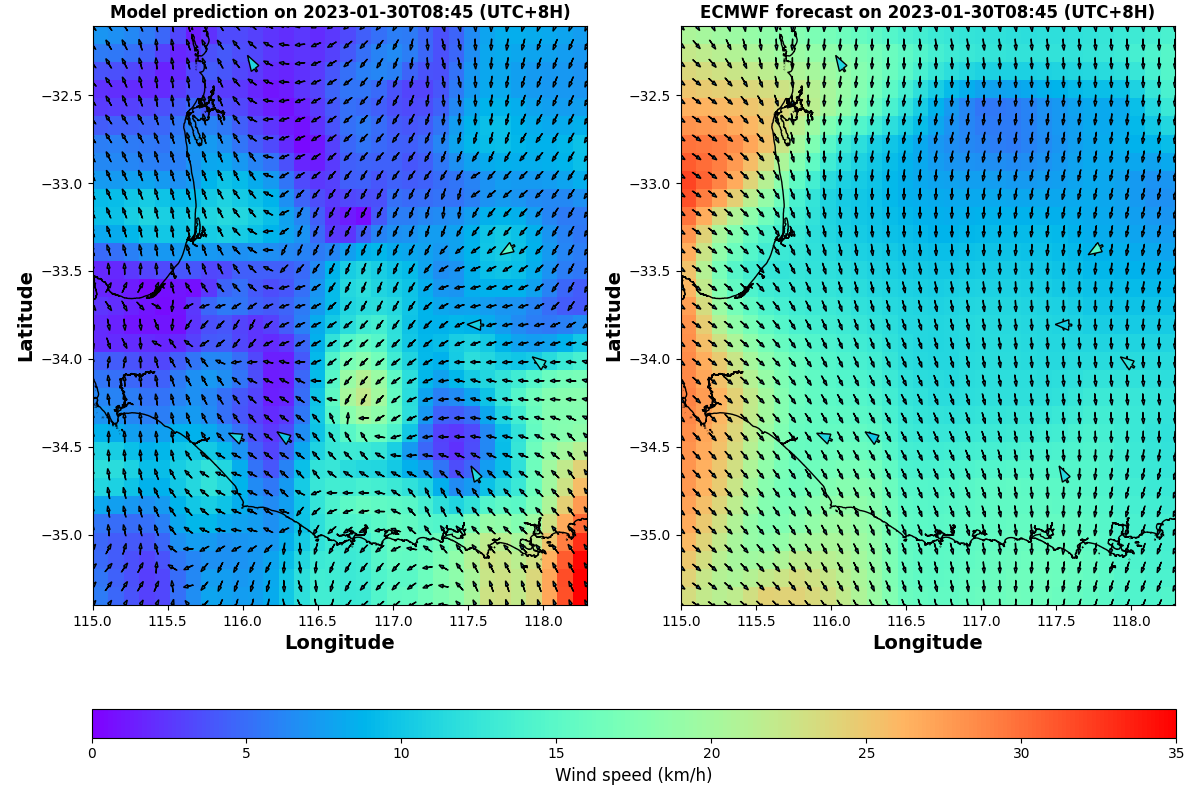 Model prediction on 2023-01-30T08:45 (UTC+8H)
ECMWF forecast on 2023-01-30T08:45 (UTC+8H)
Latitude
−32.5
−33.0
−33.5
−34.0
−34.5
−35.0
Latitude
−32.5
−33.0
−33.5
−34.0
−34.5
−35.0
115.0 115.5 116.0 116.5 117.0 117.5 118.0
115.0 115.5 116.0 116.5 117.0 117.5 118.0
Longitude
Longitude
0 5 10 15 20 25 30 35
Wind speed (km/h)